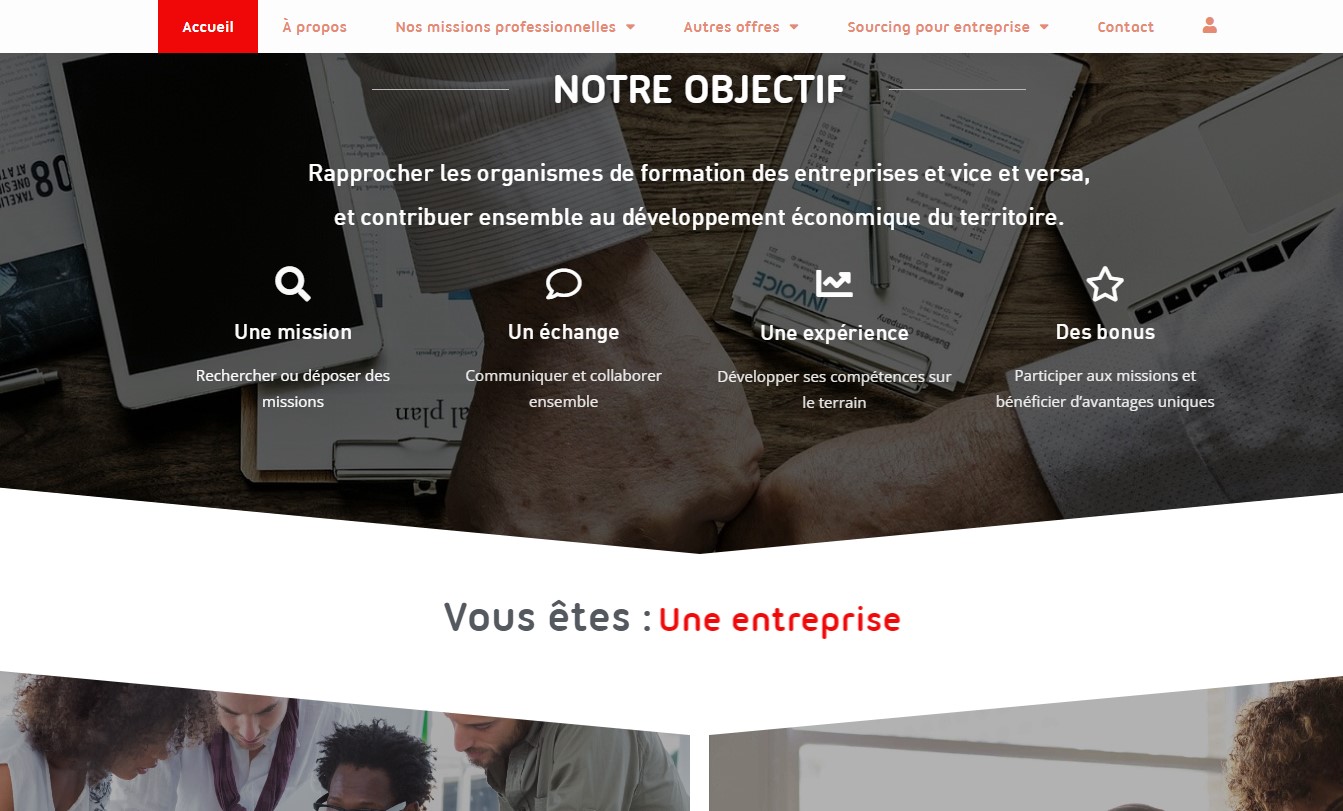 Accueil À propos Nos missions professionnelles Autres offres Sourcing pour entreprise Contact
NOTRE OBJECTIF
Rapprocher les organismes de formation des entreprises et vice et versa,
et contribuer ensemble au développement économique du territoire.
Une mission
Rechercher ou déposer des
missions
Un échange
Communiquer et collaborer
ensemble
Une expérience
Développer ses compétences sur
le terrain
Des bonus
Participer aux missions et
bénéficier d’avantages uniques
INVOICE
al plan
Vous êtes : Une entreprise